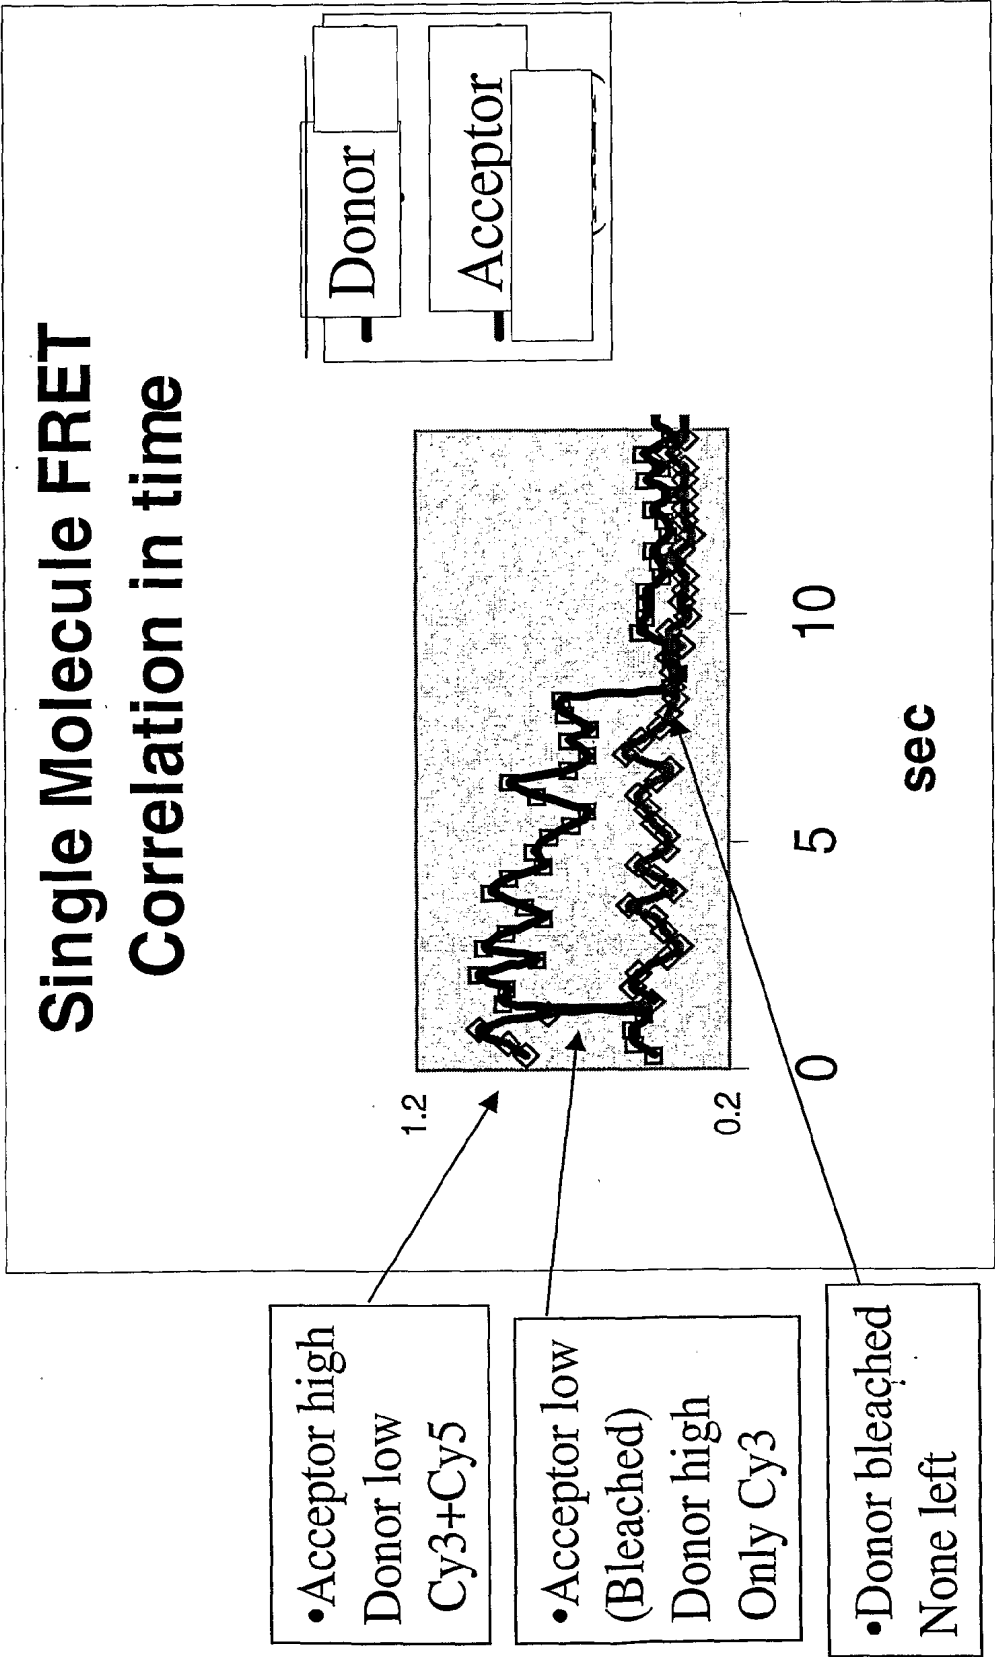 Single Molecule FRET
Correlation in time
Donor
Acceptor
1.2
0.2
0
5
10
sec
•Acceptor high
Donor low
Cy3+Cy5
•Acceptor low
(Bleached)
Donor high
Only Cy3
•Donor bleached
None left